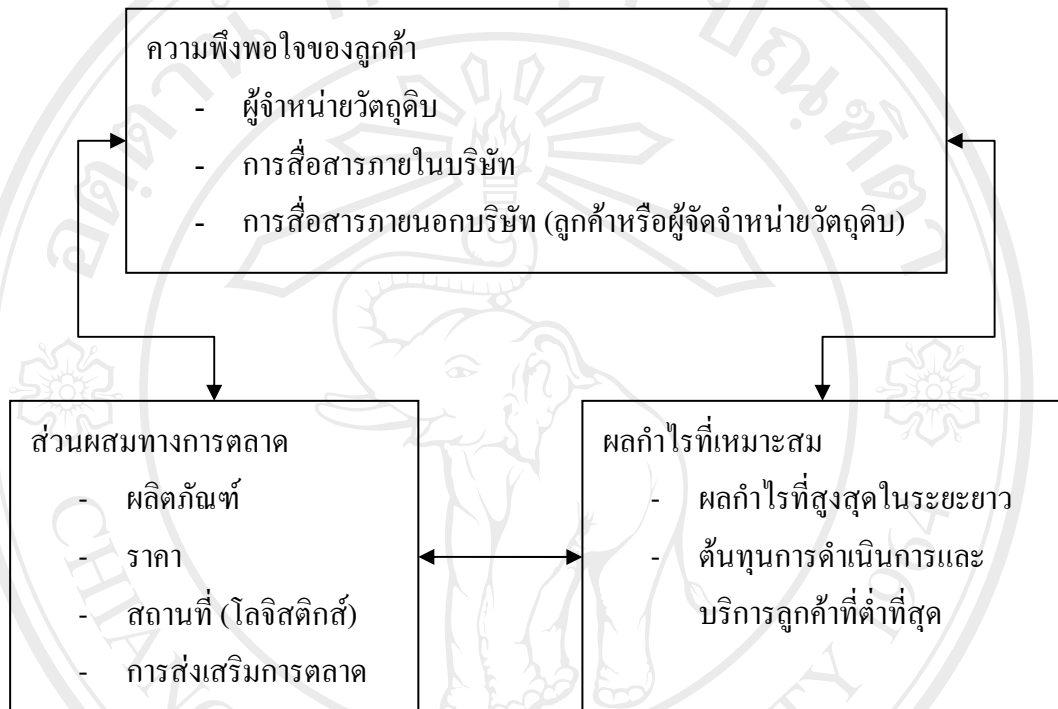 ความพึงพอใจของลูกค้า
- ผู้จำหน่ายวัตถุดิบ
- การสื่อสารภายในบริษัท
- การสื่อสารภายนอกบริษัท (ลูกค้าหรือผู้จัดจำหน่ายวัตถุดิบ)
ส่วนผสมทางการตลาด
- ผลิตภัณฑ์
- ราคา
- สถานที่ (โลจิสติกส์)
- การส่งเสริมการตลาด
ผลกำไรที่เหมาะสม
- ผลกำไรที่สูงสุดในระยะยาว
- ต้นทุนการดำเนินการและ
บริการลูกค้าที่ต่ำที่สุด